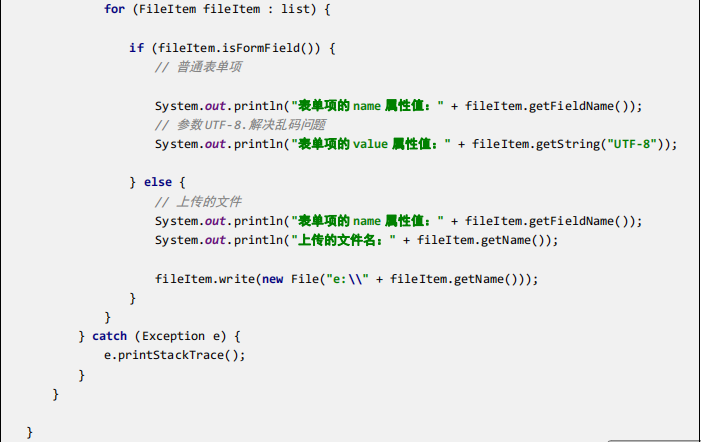 for (FileItem fileItem : list) {
if (fileItem.isFormField()) {
// 普通表单项
System.out.println("表单项的 name 属性值：" + fileItem.getFieldName());
// 参数 UTF-8.解决乱码问题
System.out.println("表单项的 value 属性值：" + fileItem.getString("UTF-8"));
} else {
// 上传的文件
System.out.println("表单项的 name 属性值：" + fileItem.getFieldName());
System.out.println("上传的文件名：" + fileItem.getName());
fileItem.write(new File("e:\\" + fileItem.getName()));
}
}
} catch (Exception e) {
e.printStackTrace();
}
}
}